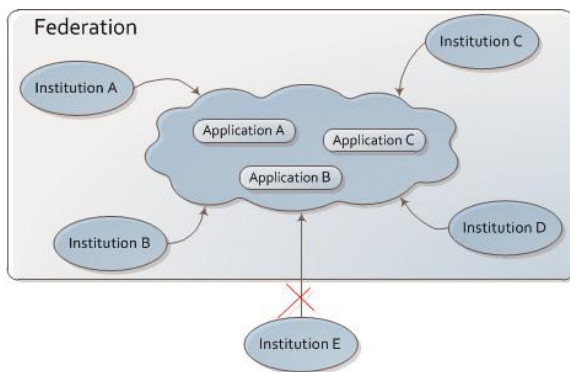 Federation
Institution C
Institution A
Application A
Application C
Application B
Institution B
Institution D
Institution E